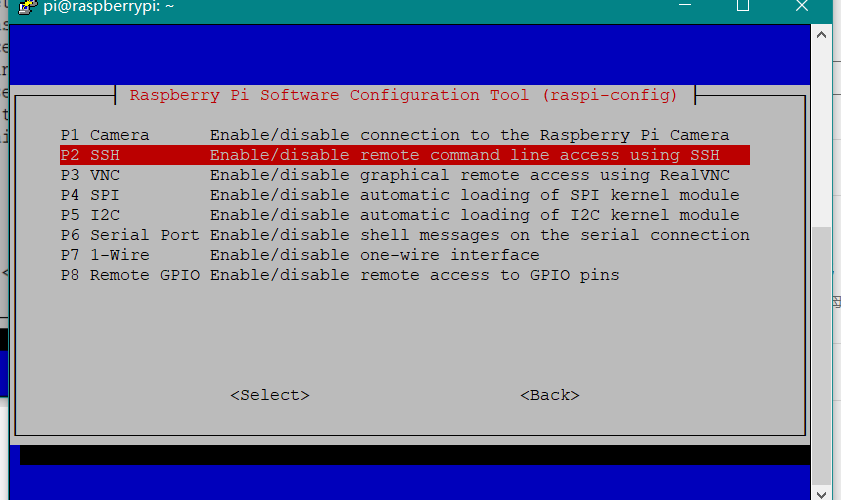 pi@raspberrypi: ~
Raspberry Pi Software Configuration Tool (raspi-config)
P1 Camera Enable/disable connection to the Raspberry Pi Camera
P2 SSH Enable/disable remote command line access using SSH
P3 VNC Enable/disable graphical remote access using RealVNC
P4 SPI Enable/disable automatic loading of SPI kernel module
P5 I2C Enable/disable automatic loading of I2C kernel module
P6 Serial Port Enable/disable shell messages on the serial connection
P7 1-Wire Enable/disable one-wire interface
P8 Remote GPIO Enable/disable remote access to GPIO pins
<Select> <Back>